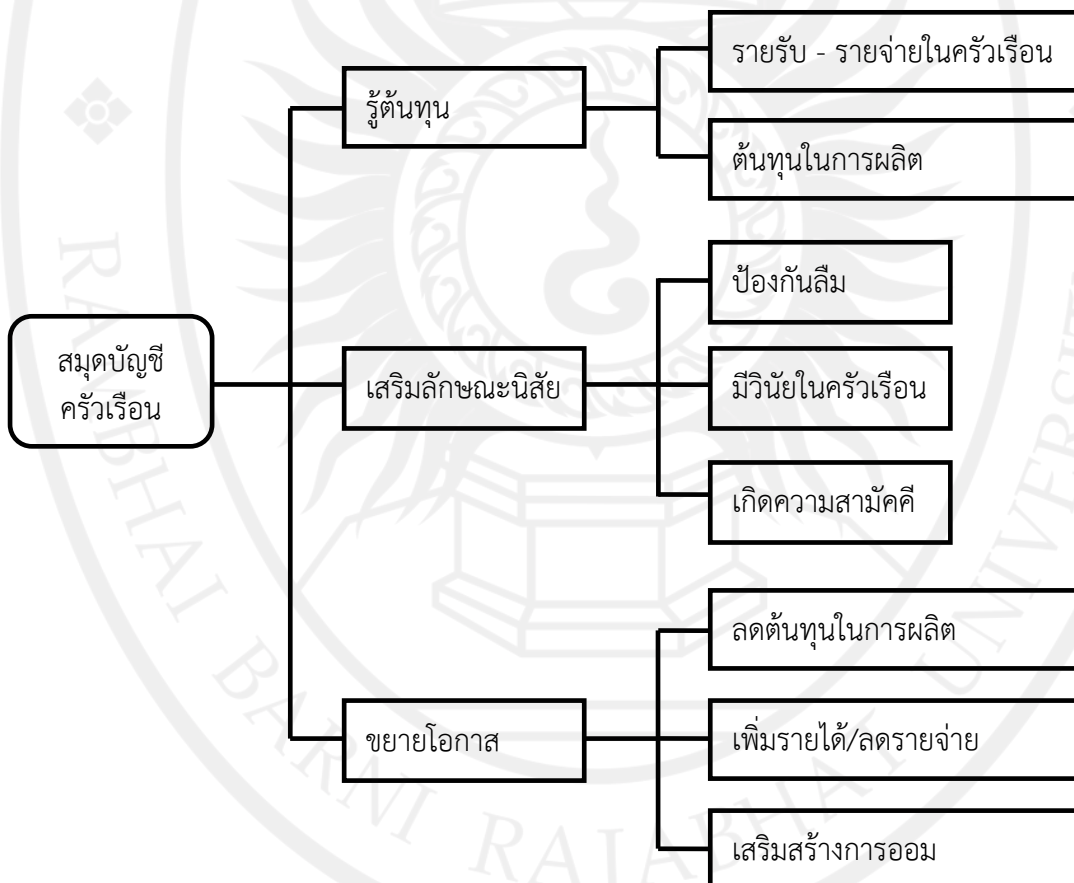 รายรับ - รายจ่ายในครัวเรือน
รู้ต้นทุน
ต้นทุนในการผลิต
ป้องกันลืม
สมุดบัญชี
ครัวเรือน
เสริมลักษณะนิสัย
มีวินัยในครัวเรือน
เกิดความสามัคคี
ลดต้นทุนในการผลิต
ขยายโอกาส
เพิ่มรายได้/ลดรายจ่าย
เสริมสร้างการออม
RAMBHAI BARNI RAJABHAT UNIVERSIT